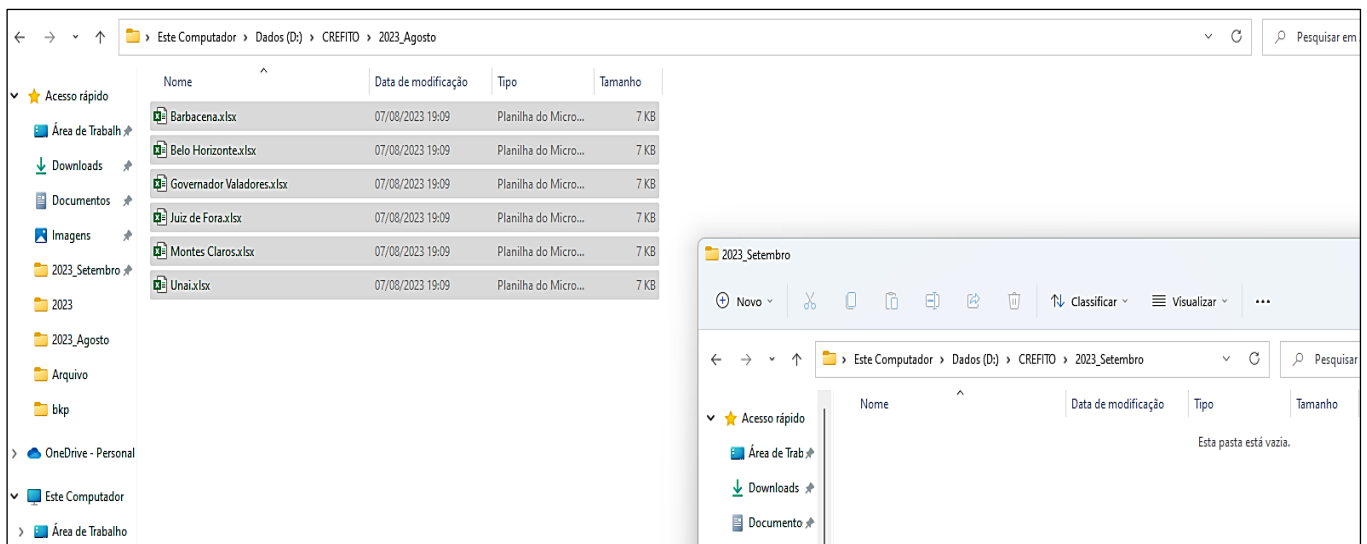 Este Computador > Dados (D:) > CREFITO > 2023_Agosto
Pesquisar em
Nome Data de modificação Tipo Tamanho
Acesso rápido
Área de Trabalh
Downloads
Documentos
Imagens
2023_Setembro
2023
2023_Agosto
Arquivo
bkp
OneDrive - Personal
Este Computador
Área de Trabalho
Barbacena.xlsx 07/08/2023 19:09 Planilha do Micro... 7 KB
Belo Horizonte.xlsx 07/08/2023 19:09 Planilha do Micro... 7 KB
Governador Valadores.xlsx 07/08/2023 19:09 Planilha do Micro... 7 KB
Juiz de Fora.xlsx 07/08/2023 19:09 Planilha do Micro... 7 KB
Montes Claros.xlsx 07/08/2023 19:09 Planilha do Micro... 7 KB
Unai.xlsx 07/08/2023 19:09 Planilha do Micro... 7 KB
2023_Setembro
Novo Classificar Visualizar ...
Este Computador > Dados (D:) > CREFITO > 2023_Setembro
Pesquisar
Nome Data de modificação Tipo Tamanho
Esta pasta está vazia.
Acesso rápido
Área de Trab
Downloads
Documento